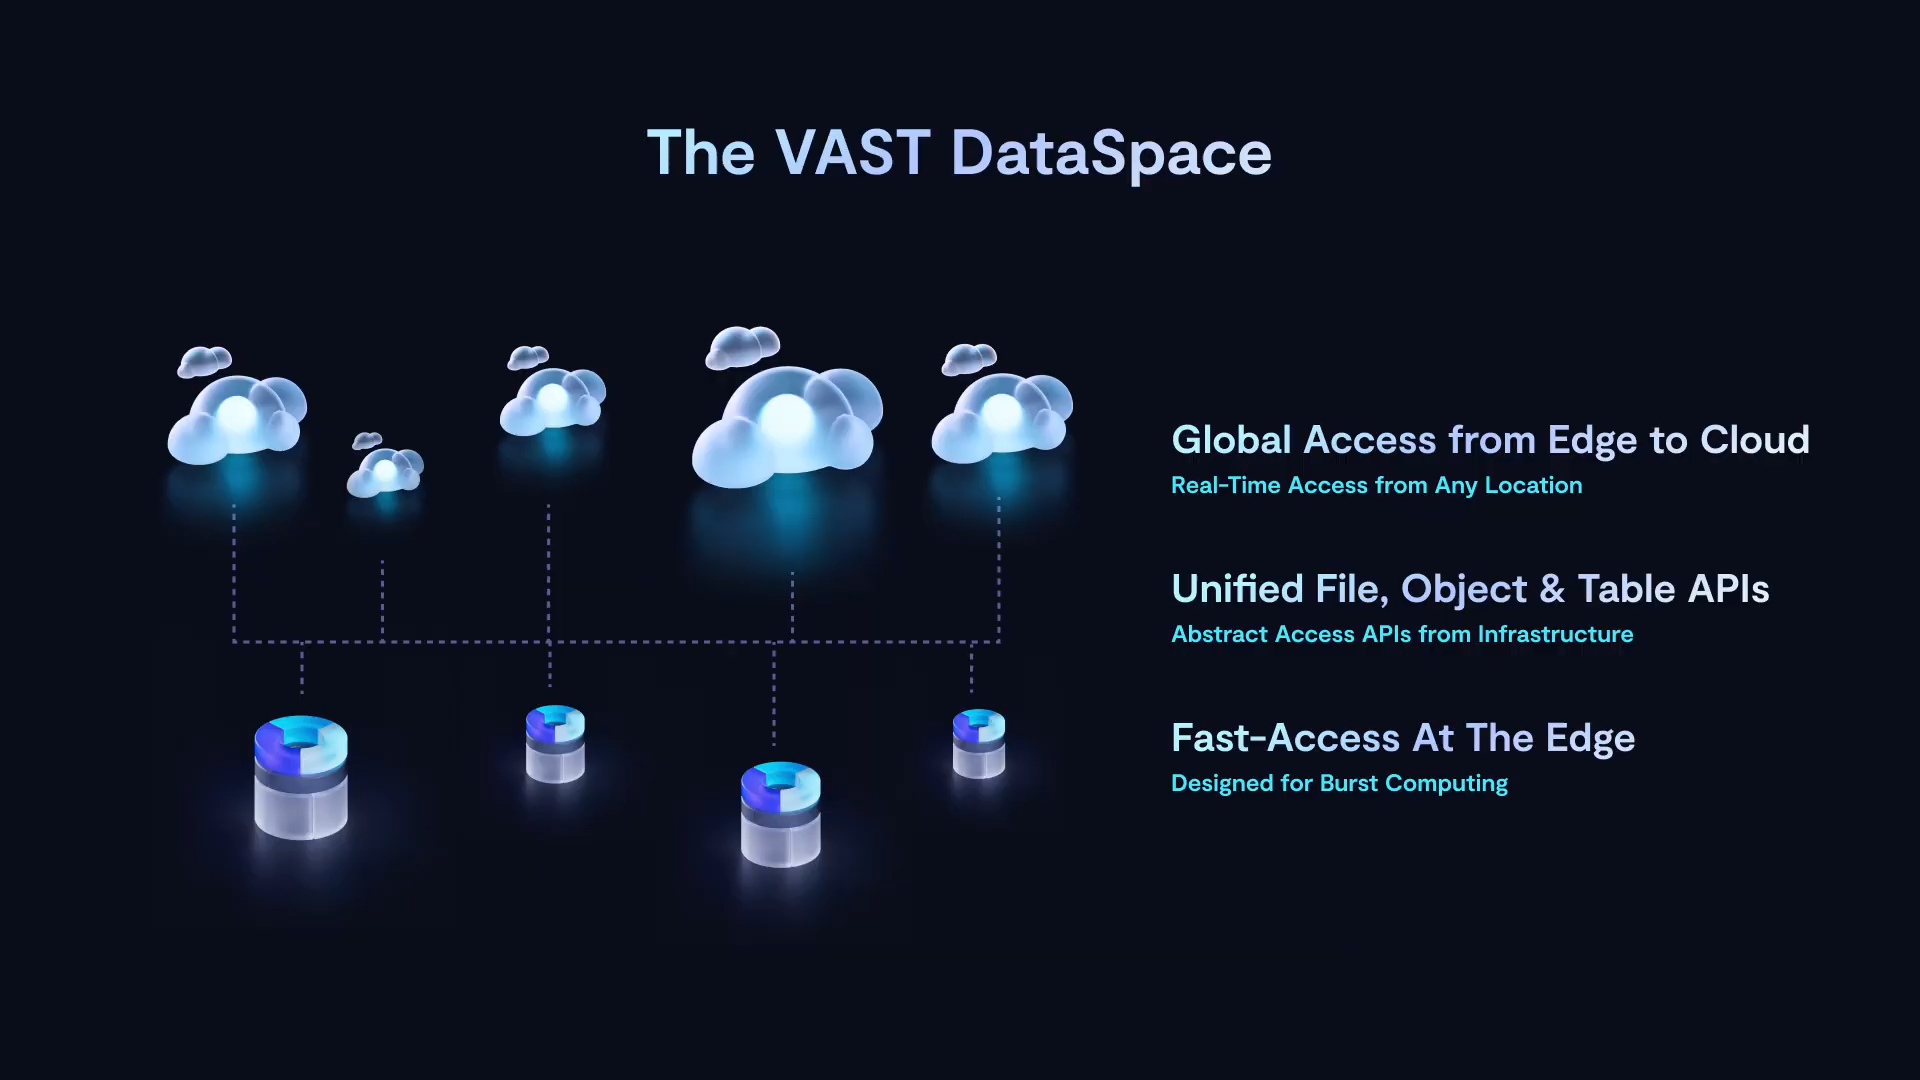 The VAST DataSpace
Global Access from Edge to Cloud
Real-Time Access from Any Location
Unified File, Object & Table APIs
Abstract Access APIs from Infrastructure
Fast-Access At The Edge
Designed for Burst Computing